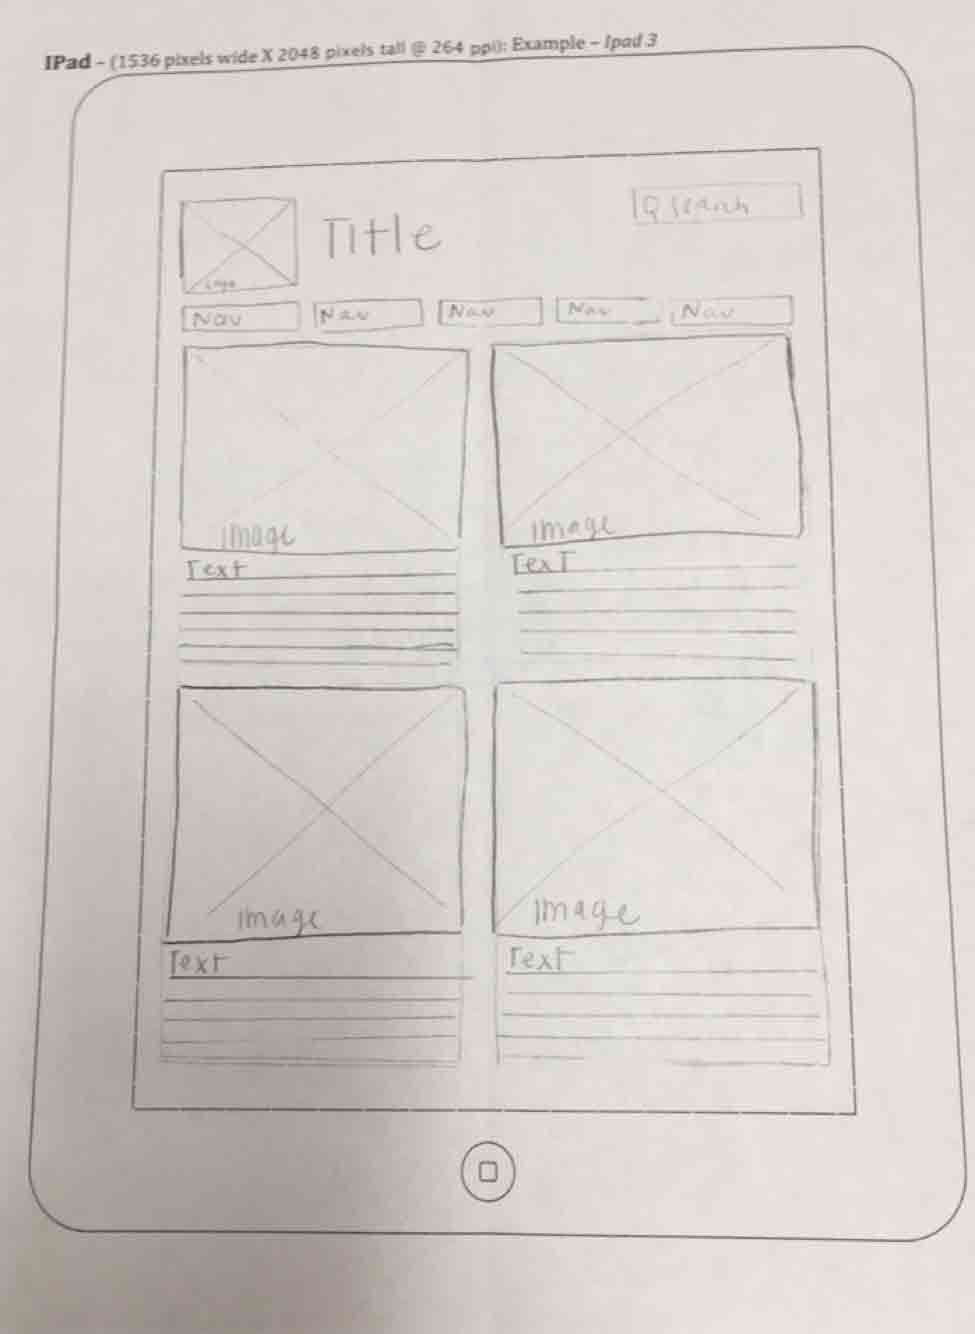 IPad – (1536 pixels wide X 2048 pixels tall @ 264 ppi): Example – Ipad 3
Title
Search
Logo
Nav Nav Nav Nav Nav
Image Image
Text Text
Image Image
Text Text